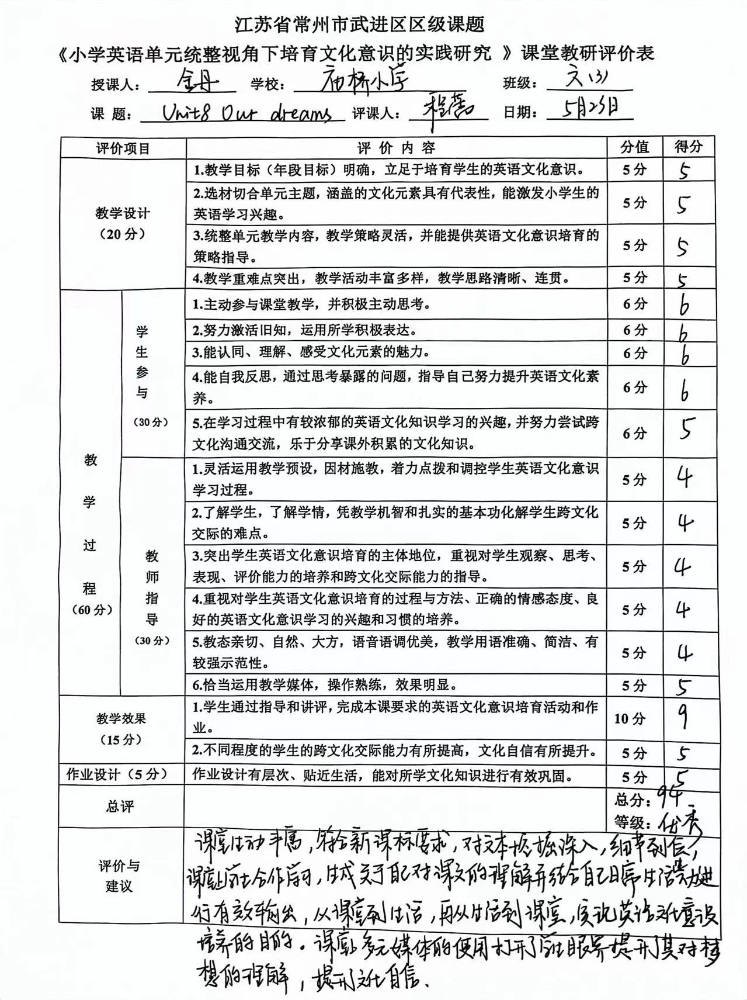 江苏省常州市武进区区级课题
《小学英语单元统整视角下培育文化意识的实践研究 》课堂教研评价表
授课人： 金丹 学校： 庙桥小学 班级： 六(3)
课 题： Unit8 Our dreams 评课人： 程 日期： 5月23日
评价项目 评 价 内 容 分值 得分
教学设计
（20 分）
1.教学目标（年段目标）明确，立足于培育学生的英语文化意识。 5 分 5
2.选材切合单元主题，涵盖的文化元素具有代表性，能激发小学生的
英语学习兴趣。 5 分 5
3.统整单元教学内容，教学策略灵活，并能提供英语文化意识培育的
策略指导。 5 分 5
4.教学重难点突出，教学活动丰富多样，教学思路清晰、连贯。 5 分 5
教学过程
（60 分）
学生参与
（30 分）
1.主动参与课堂教学，并积极主动思考。 6 分 6
2.努力激活旧知，运用所学积极表达。 6 分 6
3.能认同、理解、感受文化元素的魅力。 6 分 6
4.能自我反思，通过思考暴露的问题，指导自己努力提升英语文化素
养。 6 分 6
5.在学习过程中有较浓郁的英语文化知识学习的兴趣，并努力尝试跨
文化沟通交流，乐于分享课外积累的文化知识。 6 分 5
教师指导
（30 分）
1.灵活运用教学预设，因材施教，着力点拨和调控学生英语文化意识
学习过程。 5 分 4
2.了解学生，了解学情，凭教学机智和扎实的基本功化解学生跨文化
交际的难点。 5 分 4
3.突出学生英语文化意识培育的主体地位，重视对学生观察、思考、
表现、评价能力的培养和跨文化交际能力的指导。 5 分 4
4.重视对学生英语文化意识培育的过程与方法、正确的情感态度、良
好的英语文化意识学习的兴趣和习惯的培养。 5 分 4
5.教态亲切、自然、大方，语音语调优美，教学用语准确、简洁、有
较强示范性。 5 分 4
6.恰当运用教学媒体，操作熟练，效果明显。 5 分 5
教学效果
（15 分）
1.学生通过指导和讲评，完成本课要求的英语文化意识培育活动和作
业。 10 分 9
2.不同程度的学生的跨文化交际能力有所提高，文化自信有所提升。 5 分 5
作业设计（5 分） 作业设计有层次、贴近生活，能对所学文化知识进行有效巩固。 5 分 5
总评 总分：94
等级：优秀
评价与
建议
课堂生动丰富，符合新课标要求，对文本挖掘深入，细节到位，
课堂上学生合作学习，生成关于自己对课文的理解并结合自己日常生活进
行有效输出，从课堂到生活，再从生活到课堂，实现英语文化意识
培养的目的。课堂上多元媒体的使用打开了学生眼界提升了其对梦
想的理解，提升文化自信.